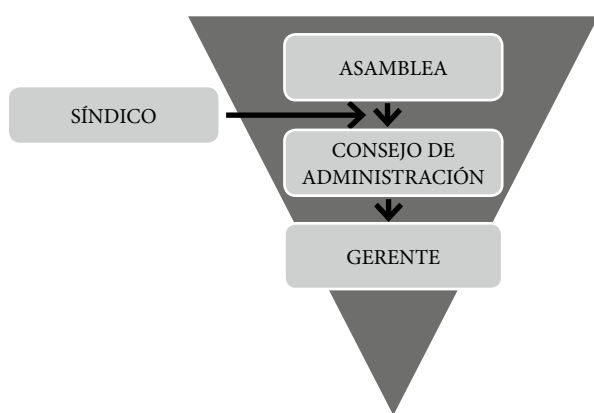 ASAMBLEA
SÍNDICO
CONSEJO DE
ADMINISTRACIÓN
GERENTE